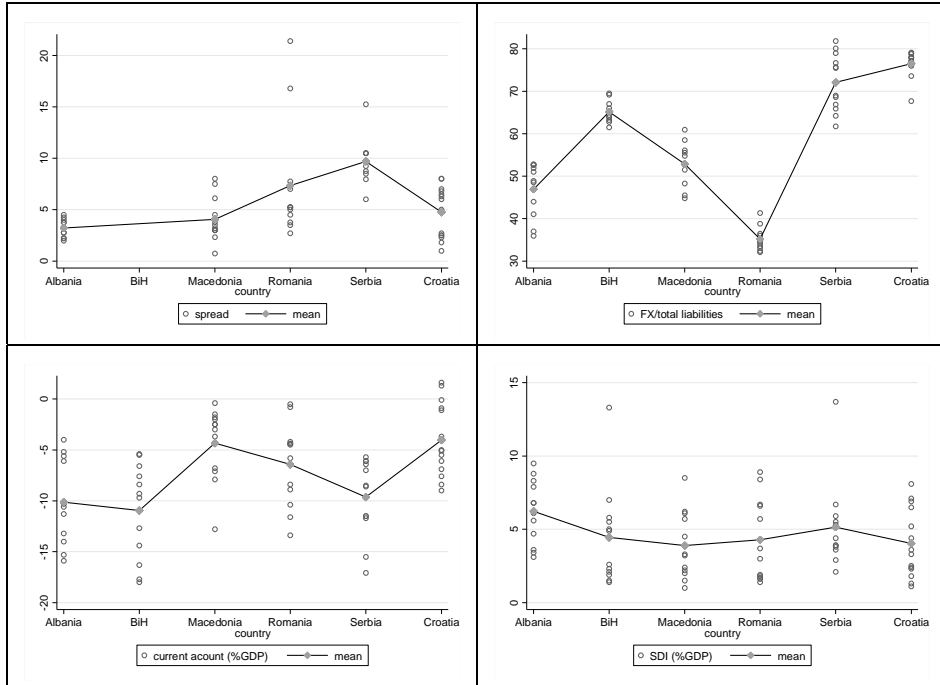 20
15
10
5
0
Albania BiH Macedonia Romania Serbia Croatia
country
spread mean
80
70
60
50
40
30
Albania BiH Macedonia Romania Serbia Croatia
country
FX/total liabilities mean
0
-5
-10
-15
-20
Albania BiH Macedonia Romania Serbia Croatia
country
current acount (%GDP) mean
15
10
5
0
Albania BiH Macedonia Romania Serbia Croatia
country
SDI (%GDP) mean